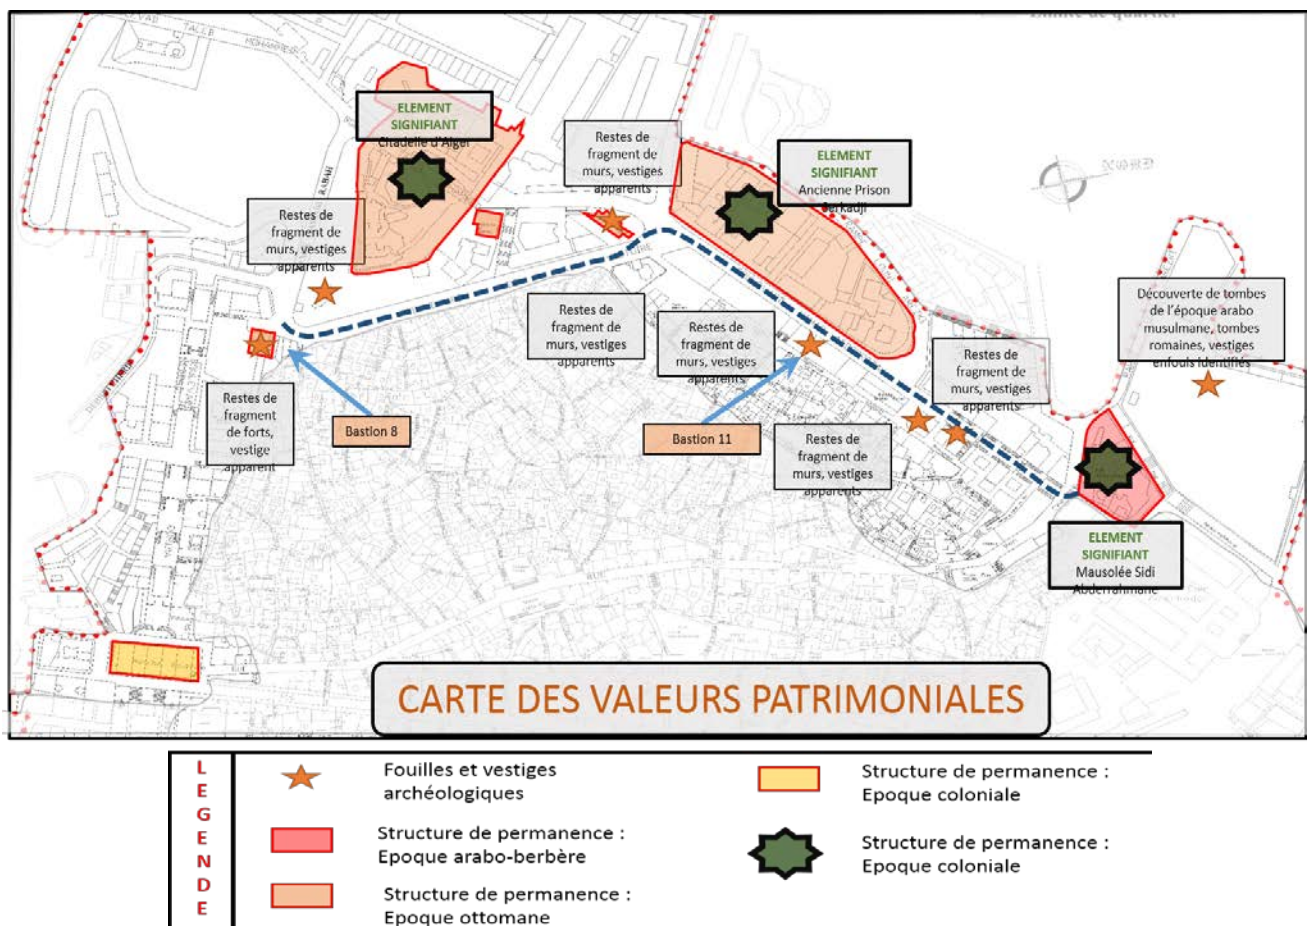 ELEMENT
SIGNIFIANT
Citadelle d'Alger
Restes de
fragment de
murs, vestiges
apparents
ELEMENT
SIGNIFIANT
Ancienne Prison
Serkadji
Restes de
fragment de
murs, vestiges
apparents
Restes de
fragment de
murs, vestiges
apparents
Restes de
fragment de
murs, vestiges
apparents
Restes de
fragment de
murs, vestiges
apparents
Découverte de tombes
de l'époque arabo
musulmane, tombes
romaines, vestiges
enfouis identifiés
Restes de
fragment
de forts,
vestige
apparent
Bastion 8
Bastion 11
Restes de
fragment de
murs, vestiges
apparents
ELEMENT
SIGNIFIANT
Mausolée Sidi
Abderrahmane
RUE
CARTE DES VALEURS PATRIMONIALES
LEGENDE
Fouilles et vestiges
archéologiques
Structure de permanence :
Epoque arabo-berbère
Structure de permanence :
Epoque ottomane
Structure de permanence :
Epoque coloniale
Structure de permanence :
Epoque coloniale